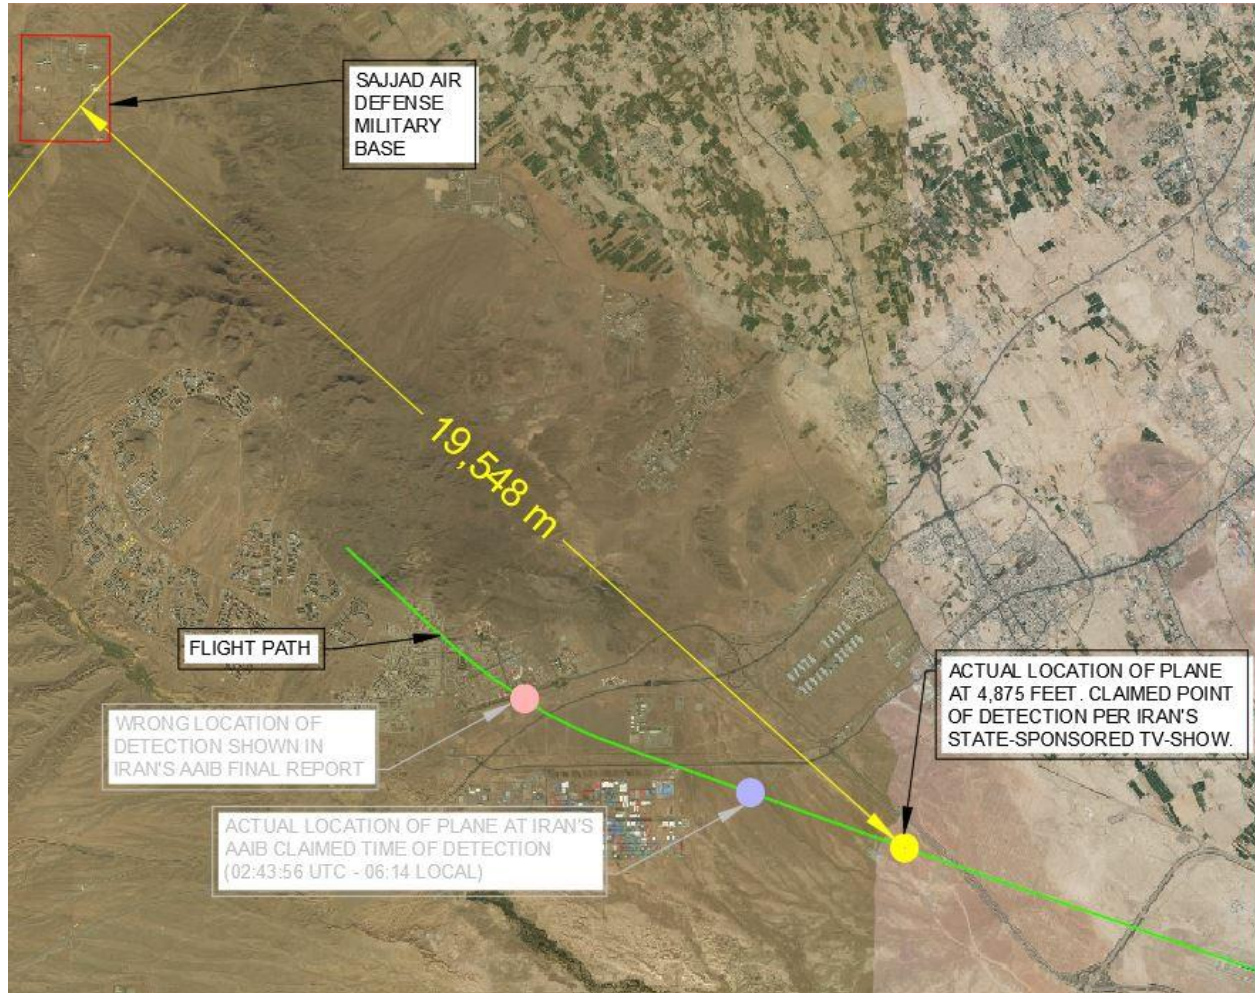 SAJJAD AIR
DEFENSE
MILITARY
BASE
19,548 m
FLIGHT PATH
ACTUAL LOCATION OF PLANE
AT 4,875 FEET. CLAIMED POINT
OF DETECTION PER IRAN'S
STATE-SPONSORED TV-SHOW.
WRONG LOCATION OF
DETECTION SHOWN IN
IRAN'S AAIB FINAL REPORT
ACTUAL LOCATION OF PLANE AT IRAN'S
AAIB CLAIMED TIME OF DETECTION
(02:43:56 UTC - 06:14 LOCAL)